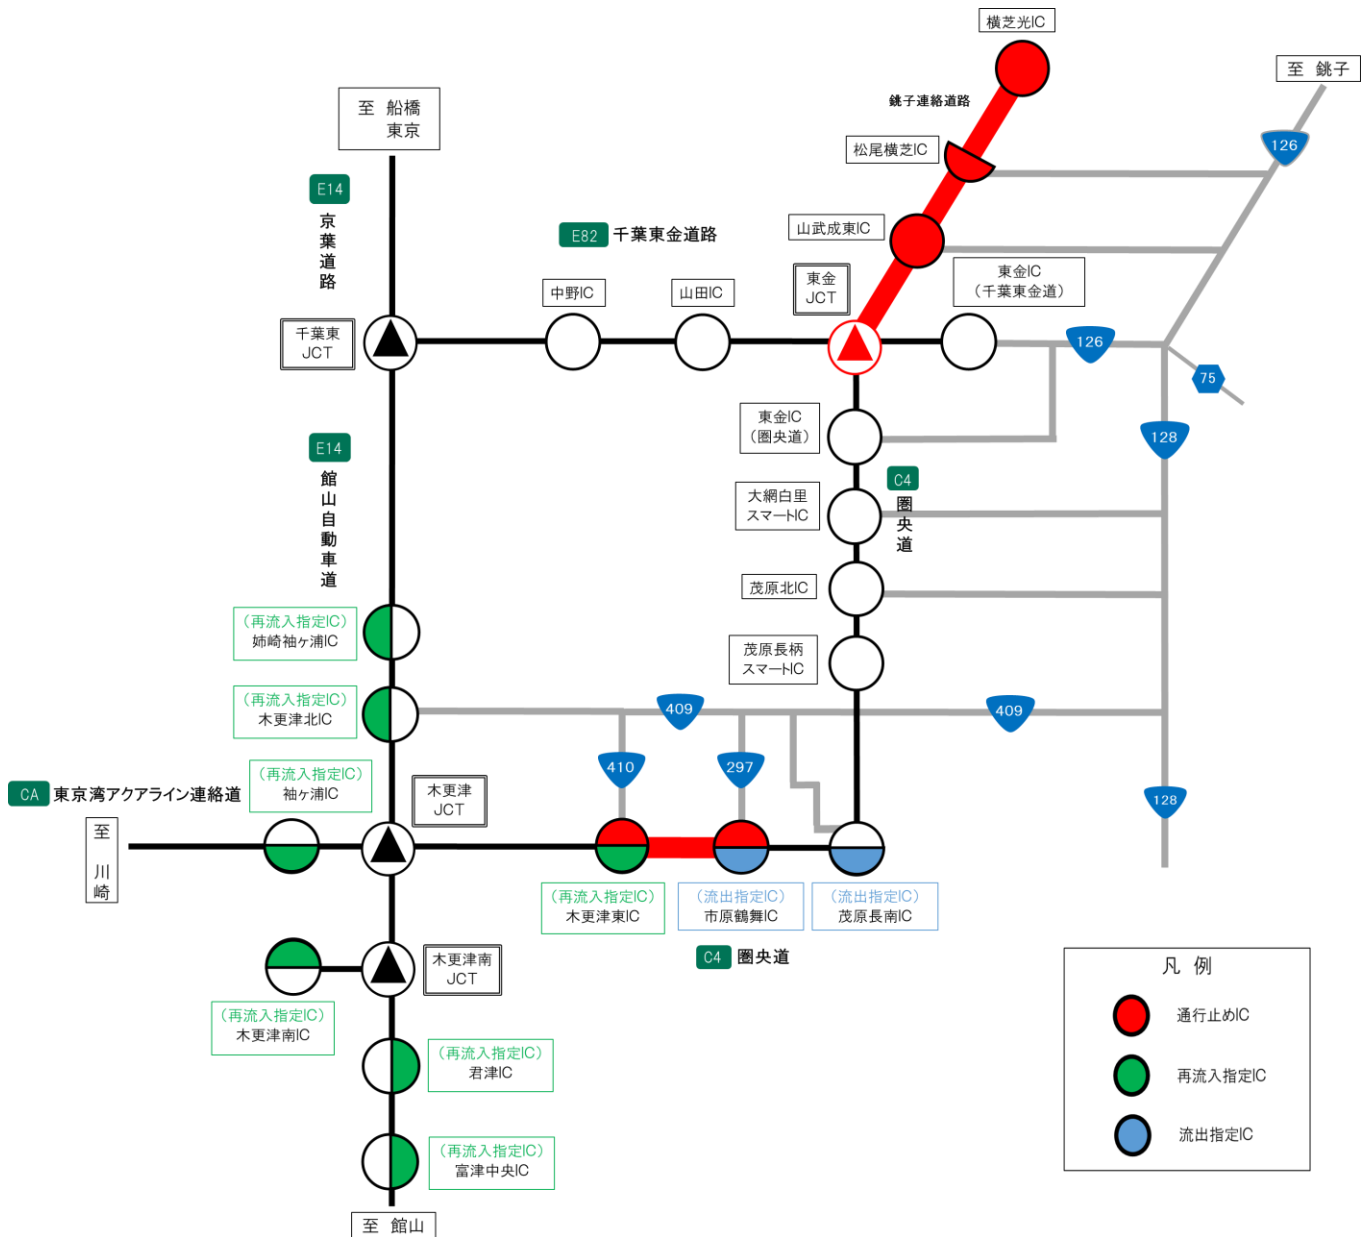 横芝光IC
至 銚子
銚子連絡道路
126
松尾横芝IC
至 船橋
東京
E14
京葉道路
E82
千葉東金道路
山武成東IC
東金
JCT
東金IC
（千葉東金道）
中野IC
山田IC
千葉東
JCT
126
75
東金IC
（圏央道）
128
E14
館山自動車道
C4
圏央道
大網白里
スマートIC
茂原北IC
（再流入指定IC）
姉崎袖ヶ浦IC
茂原長柄
スマートIC
（再流入指定IC）
木更津北IC
409
409
410
297
（再流入指定IC）
袖ヶ浦IC
CA
東京湾アクアライン連絡道
木更津
JCT
128
至 川崎
（再流入指定IC）
木更津東IC
（流出指定IC）
市原鶴舞IC
（流出指定IC）
茂原長南IC
C4
圏央道
木更津南
JCT
（再流入指定IC）
木更津南IC
（再流入指定IC）
君津IC
（再流入指定IC）
富津中央IC
至 館山
凡 例
通行止めIC
再流入指定IC
流出指定IC